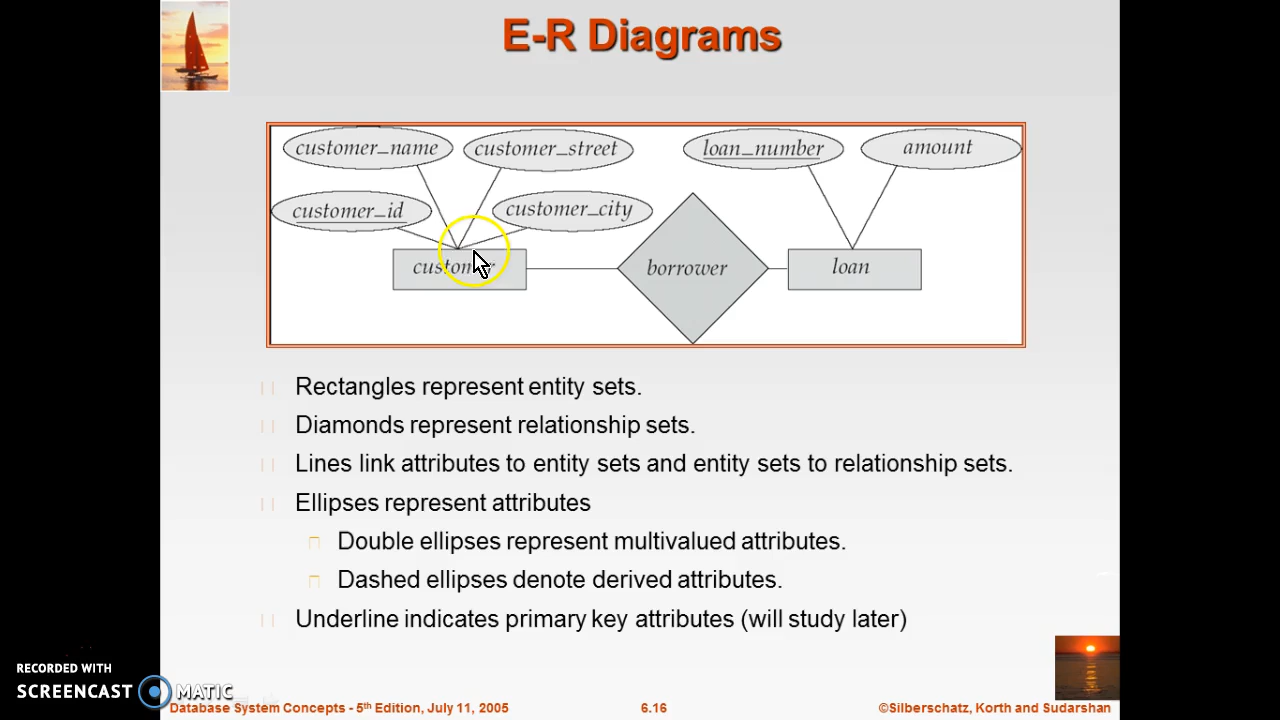 E-R Diagrams
customer_name customer_street loan_number amount
customer_id customer_city
customer borrower loan
Rectangles represent entity sets.
Diamonds represent relationship sets.
Lines link attributes to entity sets and entity sets to relationship sets.
Ellipses represent attributes
Double ellipses represent multivalued attributes.
Dashed ellipses denote derived attributes.
Underline indicates primary key attributes (will study later)
RECORDED WITH
SCREENCAST MATIC
Database System Concepts - 5th Edition, July 11, 2005 6.16 ©Silberschatz, Korth and Sudarshan